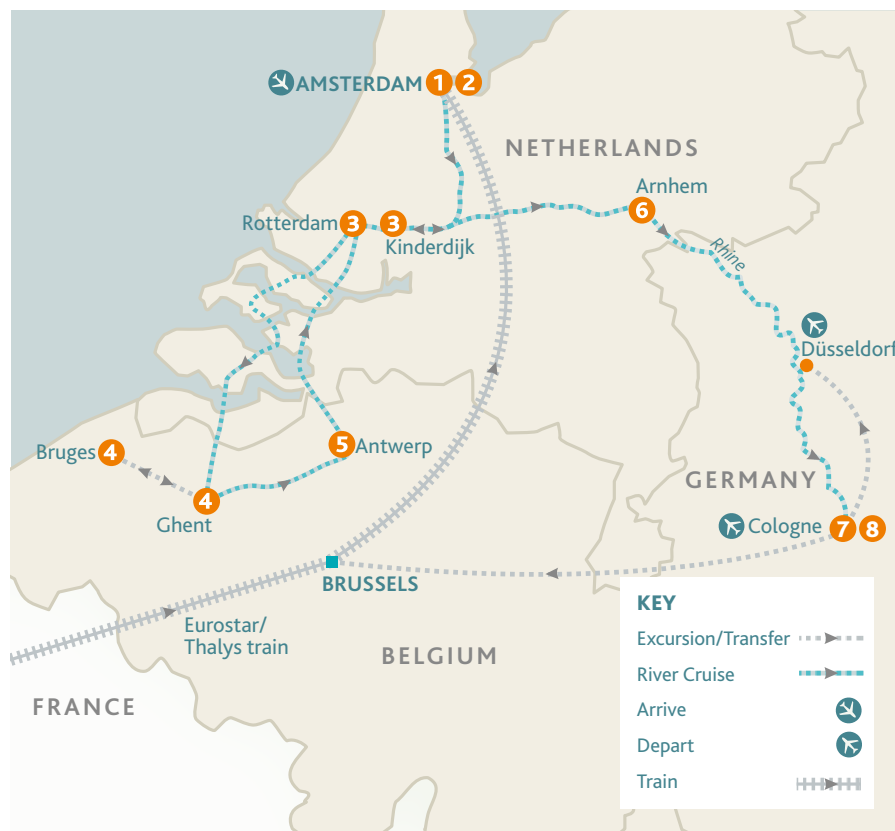 AMSTERDAM 1 2
NETHERLANDS
Arnhem
6
Rotterdam 3 3
Kinderdijk
Rhine
Düsseldorf
Bruges 4
5 Antwerp
4
Ghent
GERMANY
Cologne 7 8
BRUSSELS
Eurostar/
Thalys train
BELGIUM
FRANCE
KEY
Excursion/Transfer
River Cruise
Arrive
Depart
Train